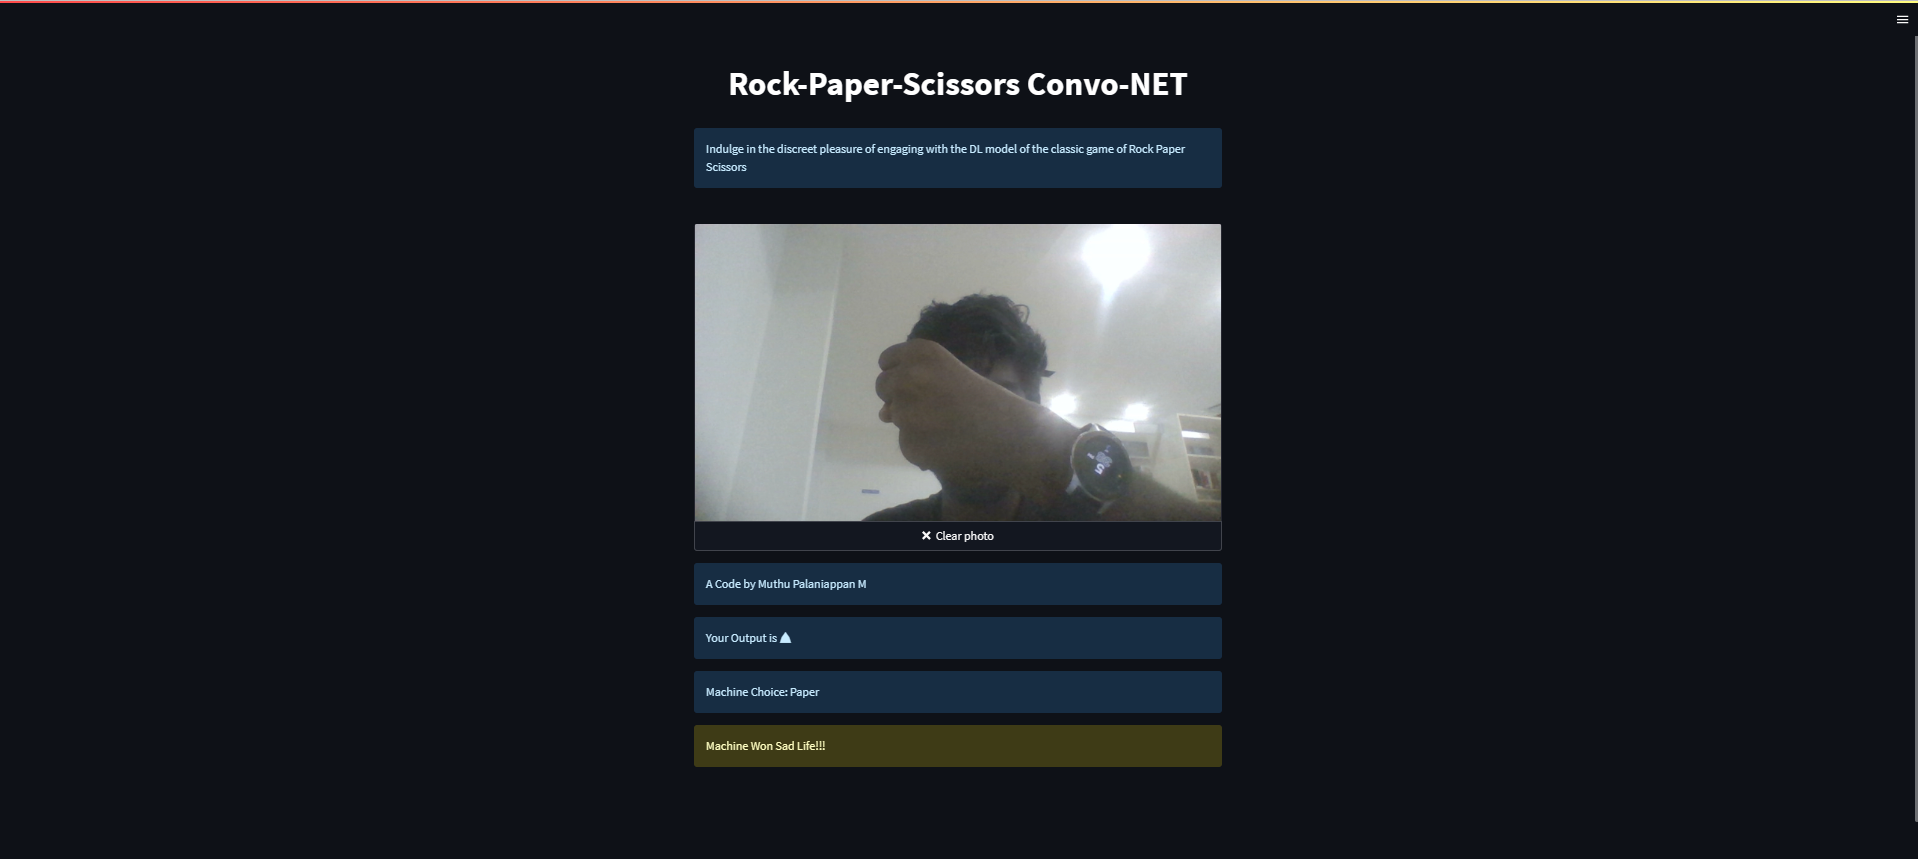 Rock-Paper-Scissors Convo-NET
Indulge in the discreet pleasure of engaging with the DL model of the classic game of Rock Paper
Scissors
Clear photo
A Code by Muthu Palaniappan M
Your Output is
Machine Choice: Paper
Machine Won Sad Life!!!